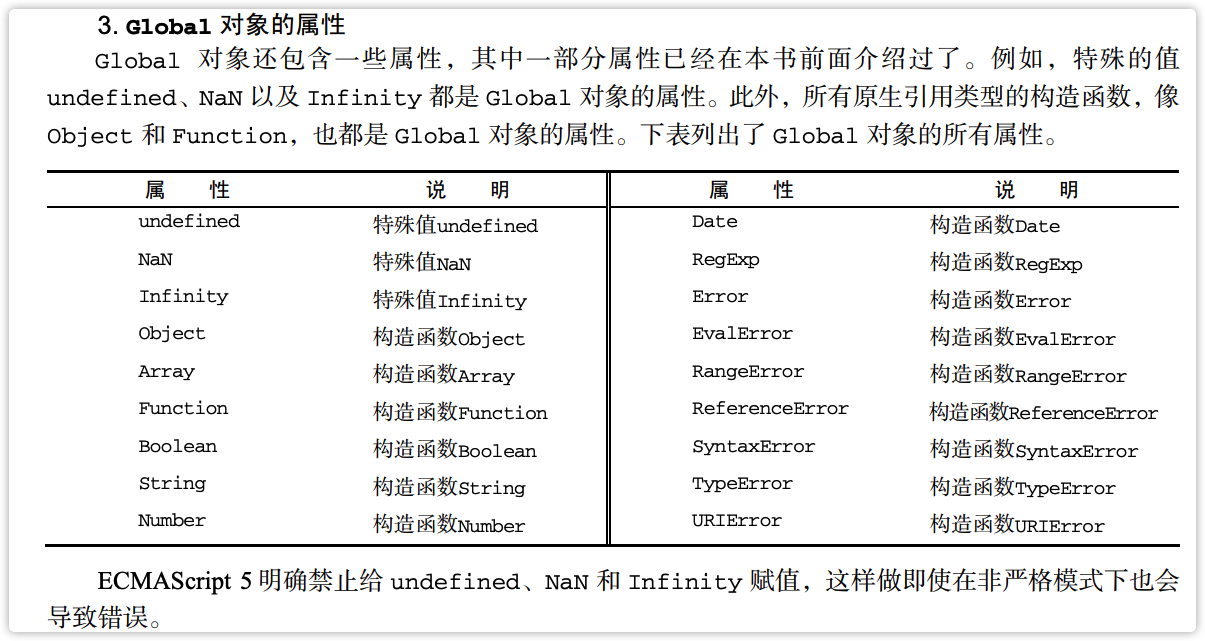 3. Global 对象的属性
Global 对象还包含一些属性，其中一部分属性已经在本书前面介绍过了。例如，特殊的值
undefined、NaN 以及 Infinity 都是 Global 对象的属性。此外，所有原生引用类型的构造函数，像
Object 和 Function，也都是 Global 对象的属性。下表列出了 Global 对象的所有属性。
属 性 说 明 属 性 说 明
undefined 特殊值undefined Date 构造函数Date
NaN 特殊值NaN RegExp 构造函数RegExp
Infinity 特殊值Infinity Error 构造函数Error
Object 构造函数Object EvalError 构造函数EvalError
Array 构造函数Array RangeError 构造函数RangeError
Function 构造函数Function ReferenceError 构造函数ReferenceError
Boolean 构造函数Boolean SyntaxError 构造函数SyntaxError
String 构造函数String TypeError 构造函数TypeError
Number 构造函数Number URIError 构造函数URIError
ECMAScript 5 明确禁止给 undefined、NaN 和 Infinity 赋值，这样做即使在非严格模式下也会
导致错误。